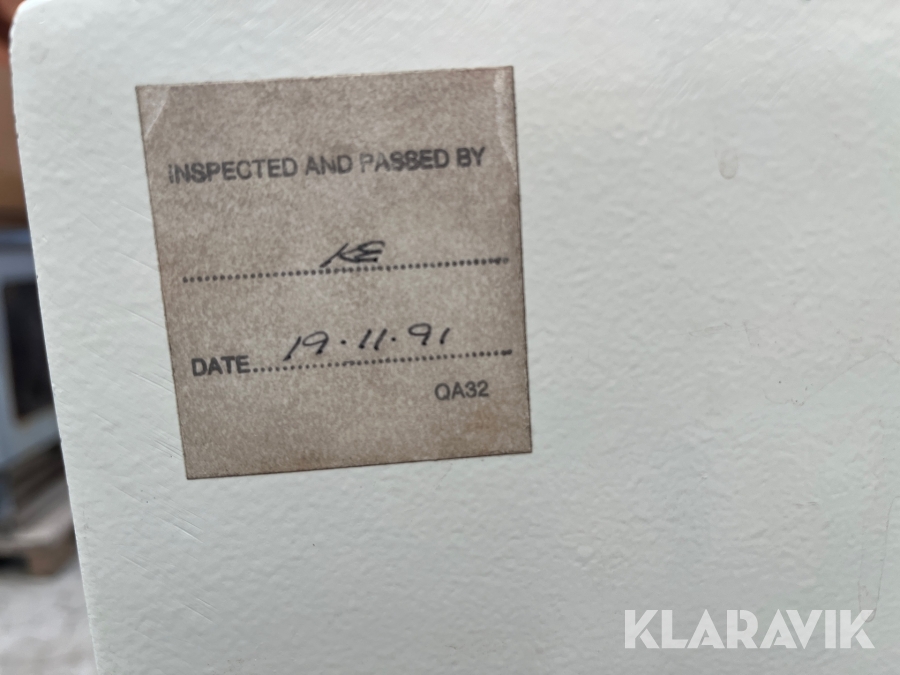 INSPECTED AND PASSED BY
KE
DATE 19.11.91
QA32
KLARAVIK